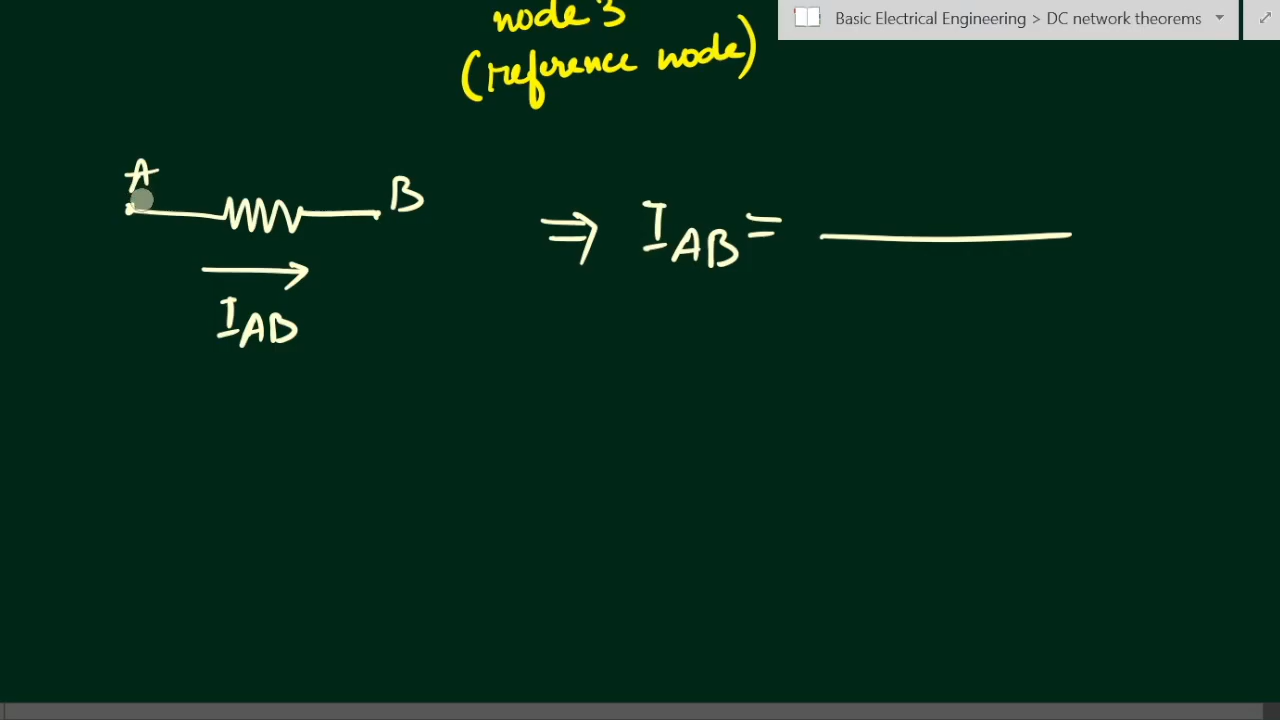 node 3
(reference node)
Basic Electrical Engineering > DC network theorems
A
B
I_AB
⇒ I_AB =